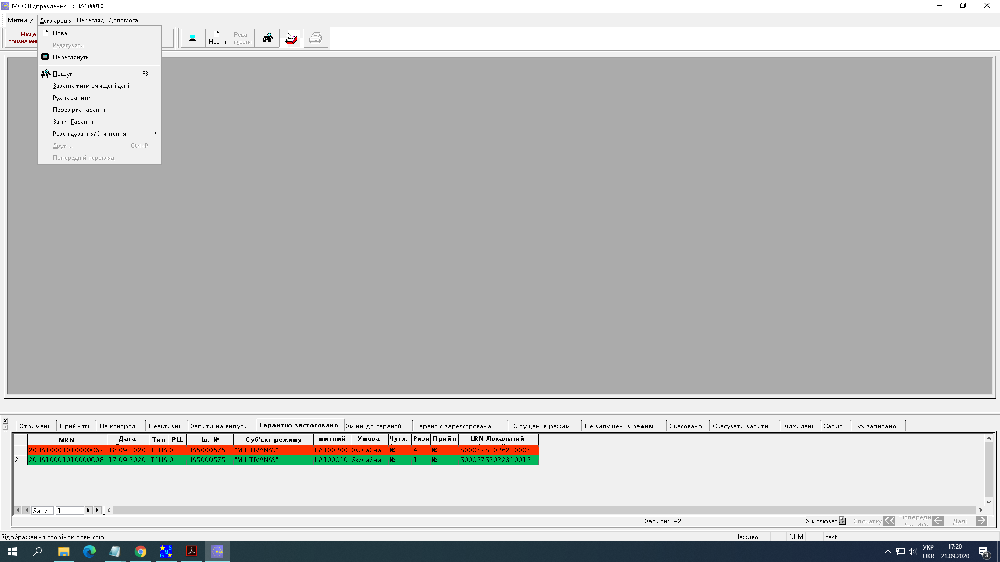 МСС Відправлення : UA100010
Митниця Декларація Перегляд Допомога
Місце
Нова
Новий
Реда
гувати
Редагувати
Переглянути
Пошук F3
Завантажити очищені дані
Рух та запити
Перевірка гарантії
Запит Гарантії
Розслідування/Стягнення
Друк ... Ctrl+P
Попередній перегляд
Отримані Прийняті На контролі Неактивні Запити на випуск Гарантію застосовано Зміни до гарантії Гарантія зареєстрована Випущені в режим Не випущені в режим Скасовано Скасувати запити Відхилені Запит Рух запитано
MRN Дата Тип PLL Ід. № Суб'єкт режиму митний Умова Чутл. Ризи Прийн LRN Локальний
1 20UA10001010000C67 18.09.2020 T1UA 0 UA5000575 "MULTIVANAS" UA100200 Звичайна № 4 № 50005752026210005
2 20UA10001010000C08 17.09.2020 T1UA 0 UA5000575 "MULTIVANAS" UA100010 Звичайна № 1 № 50005752022310015
Запис 1
Записи: 1-2 Спочатку Далі
Відображення сторінок повністю Наживо NUM test
MCC
УКР 17:20
UKR 21.09.2020 3